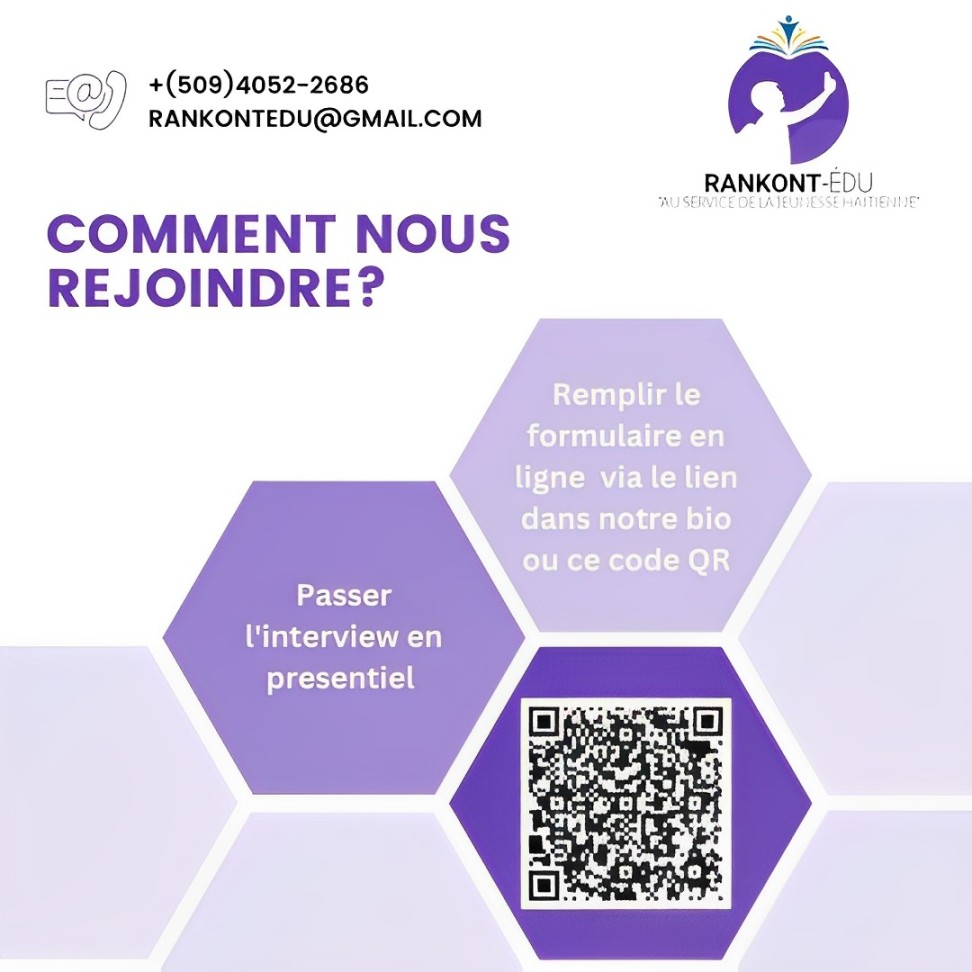 +(509)4052-2686
RANKONTEDU@GMAIL.COM
RANKONT-ÉDU
"AU SERVICE DE LA JEUNESSE HAITIENNE"
COMMENT NOUS
REJOINDRE?
Remplir le
formulaire en
ligne via le lien
dans notre bio
ou ce code QR
Passer
l'interview en
presentiel